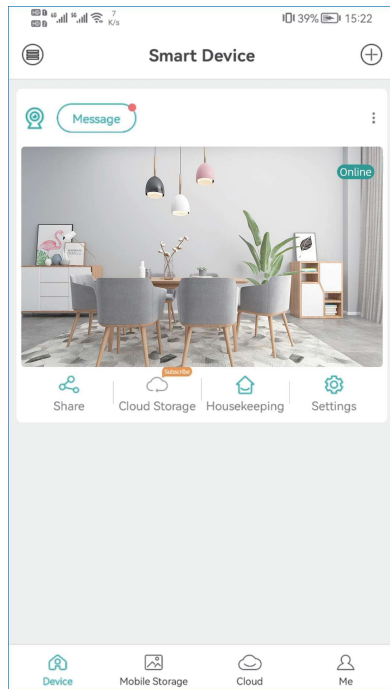 7
K/s
39%
15:22
Smart Device
Message
Online
Subscribe
Share
Cloud Storage
Housekeeping
Settings
Device
Mobile Storage
Cloud
Me